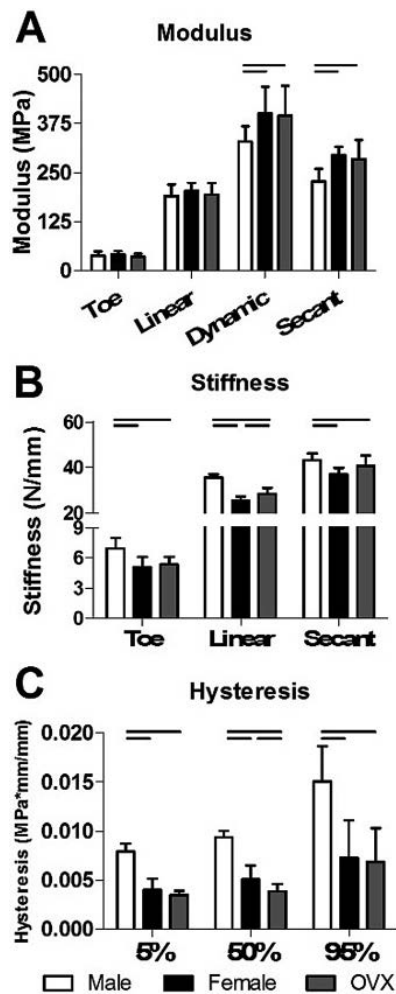 A
Modulus
Modulus (MPa)
500
375
250
125
0
Toe
Linear
Dynamic
Secant
B
Stiffness
Stiffness (N/mm)
60
40
20
9
6
3
0
Toe
Linear
Secant
C
Hysteresis
Hysteresis (MPa*mm/mm)
0.020
0.015
0.010
0.005
0.000
5%
50%
95%
Male
Female
OVX